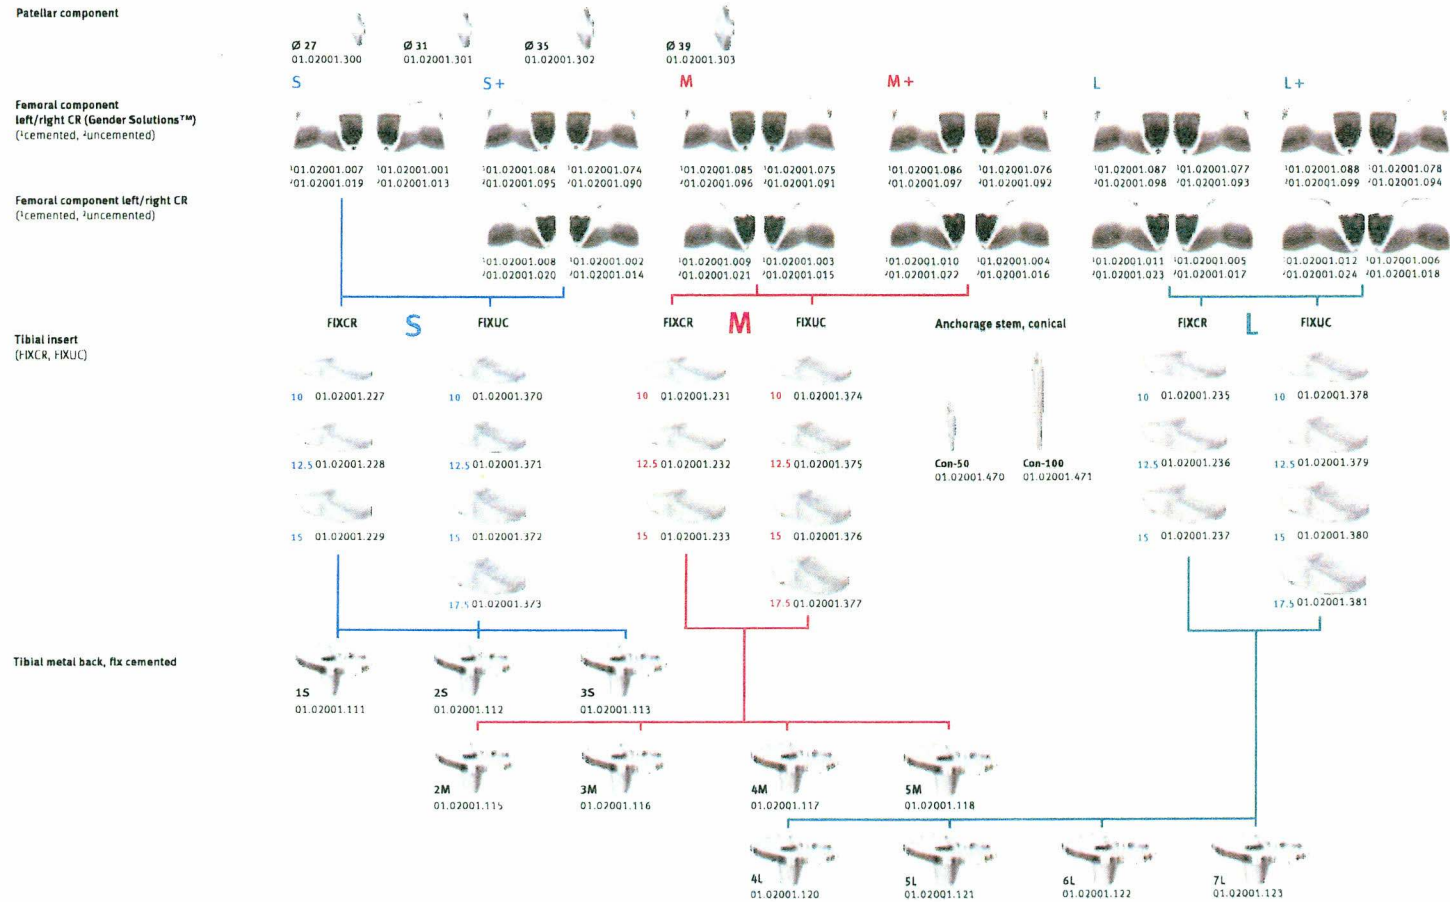 Patellar component
Ø 27 Ø 31 Ø 35 Ø 39
01.02001.300 01.02001.301 01.02001.302 01.02001.303
S S+ M M+ L L+
Femoral component
left/right CR (Gender Solutions™)
(¹cemented, ²uncemented)
¹01.02001.007 ¹01.02001.001 ¹01.02001.084 ¹01.02001.074 ¹01.02001.085 ¹01.02001.075 ¹01.02001.086 ¹01.02001.076 ¹01.02001.087 ¹01.02001.077 ¹01.02001.088 ¹01.02001.078
²01.02001.019 ²01.02001.013 ²01.02001.095 ²01.02001.090 ²01.02001.096 ²01.02001.091 ²01.02001.097 ²01.02001.092 ²01.02001.098 ²01.02001.093 ²01.02001.099 ²01.02001.094
Femoral component left/right CR
(¹cemented, ²uncemented)
¹01.02001.008 ¹01.02001.002 ¹01.02001.009 ¹01.02001.003 ¹01.02001.010 ¹01.02001.004 ¹01.02001.011 ¹01.02001.005 ¹01.02001.012 ¹01.02001.006
²01.02001.020 ²01.02001.014 ²01.02001.021 ²01.02001.015 ²01.02001.022 ²01.02001.016 ²01.02001.023 ²01.02001.017 ²01.02001.024 ²01.02001.018
FIXCR S FIXUC FIXCR M FIXUC Anchorage stem, conical FIXCR L FIXUC
Tibial insert
(FIXCR, FIXUC)
10 01.02001.227 10 01.02001.370 10 01.02001.231 10 01.02001.374 10 01.02001.235 10 01.02001.378
12.5 01.02001.228 12.5 01.02001.371 12.5 01.02001.232 12.5 01.02001.375 12.5 01.02001.236 12.5 01.02001.379
Con-50 Con-100
01.02001.470 01.02001.471
15 01.02001.229 15 01.02001.372 15 01.02001.233 15 01.02001.376 15 01.02001.237 15 01.02001.380
17.5 01.02001.373 17.5 01.02001.377 17.5 01.02001.381
Tibial metal back, fix cemented
1S 2S 3S
01.02001.111 01.02001.112 01.02001.113
2M 3M 4M 5M
01.02001.115 01.02001.116 01.02001.117 01.02001.118
4L 5L 6L 7L
01.02001.120 01.02001.121 01.02001.122 01.02001.123